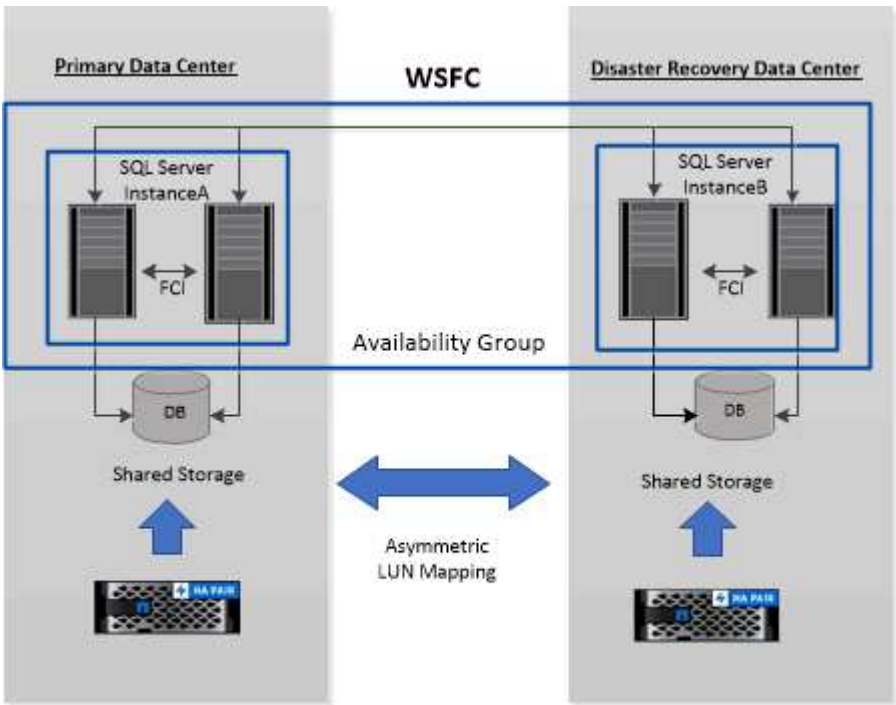 Primary Data Center
WSFC
Disaster Recovery Data Center
SQL Server
InstanceA
SQL Server
InstanceB
FCI
FCI
Availability Group
DB
DB
Shared Storage
Shared Storage
Asymmetric
LUN Mapping
HA PAIR
HA PAIR